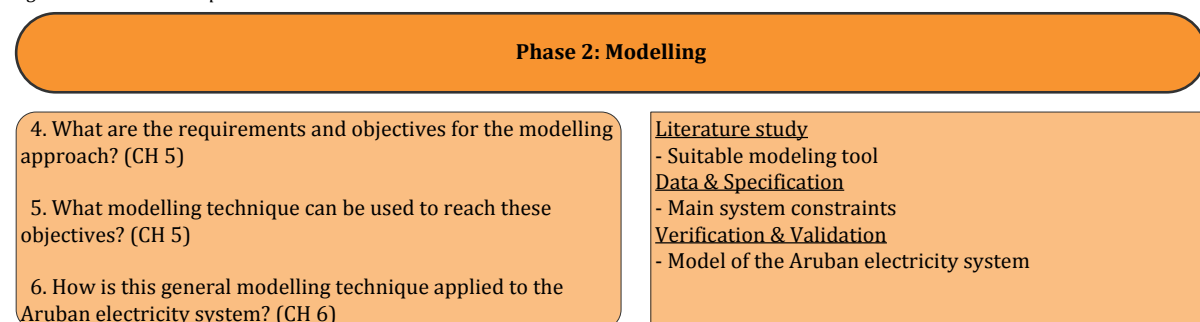 Phase 2: Modelling
4. What are the requirements and objectives for the modelling
approach? (CH 5)
5. What modelling technique can be used to reach these
objectives? (CH 5)
6. How is this general modelling technique applied to the
Aruban electricity system? (CH 6)
Literature study
- Suitable modeling tool
Data & Specification
- Main system constraints
Verification & Validation
- Model of the Aruban electricity system